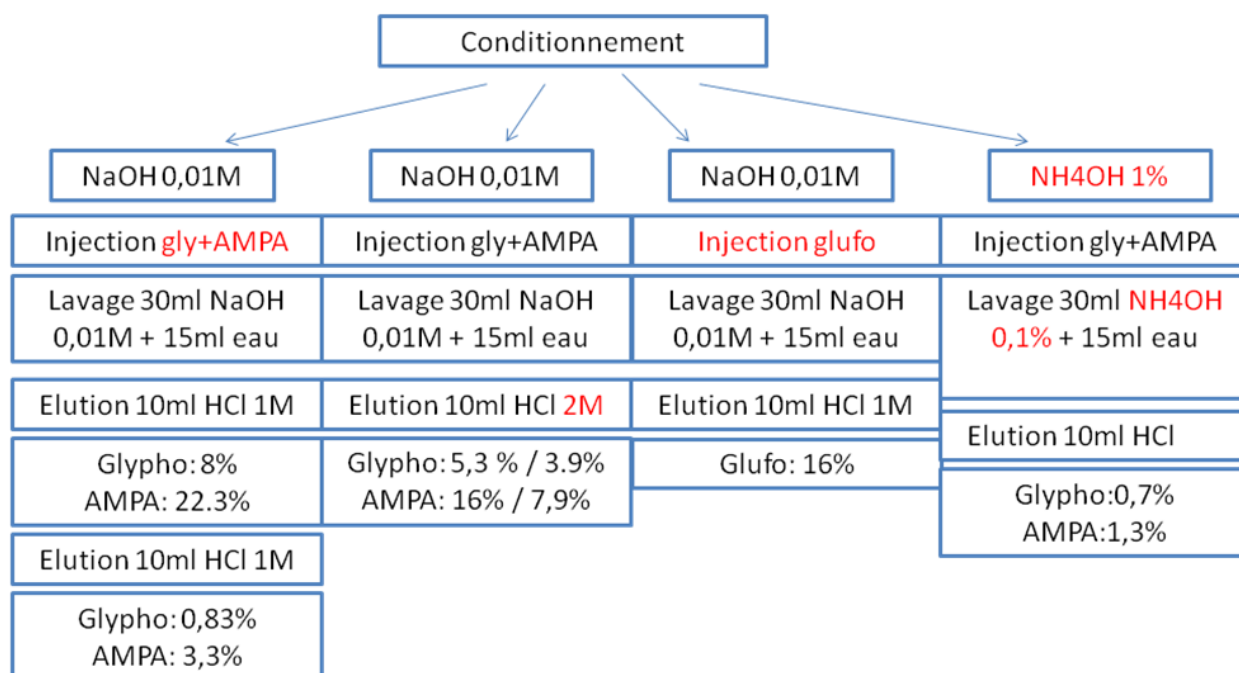 Conditionnement
NaOH 0,01M
NaOH 0,01M
NaOH 0,01M
NH4OH 1%
Injection gly+AMPA
Injection gly+AMPA
Injection glufo
Injection gly+AMPA
Lavage 30ml NaOH
0,01M + 15ml eau
Lavage 30ml NaOH
0,01M + 15ml eau
Lavage 30ml NaOH
0,01M + 15ml eau
Lavage 30ml NH4OH
0,1% + 15ml eau
Elution 10ml HCl 1M
Elution 10ml HCl 2M
Elution 10ml HCl 1M
Elution 10ml HCl
Glypho: 8%
AMPA: 22.3%
Glypho: 5,3 % / 3.9%
AMPA: 16% / 7,9%
Glufo: 16%
Glypho:0,7%
AMPA:1,3%
Elution 10ml HCl 1M
Glypho: 0,83%
AMPA: 3,3%